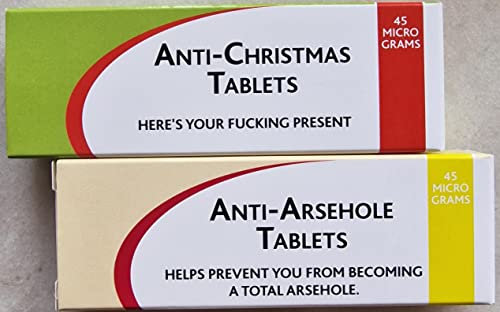 ANTI-CHRISTMAS
TABLETS
HERE'S YOUR FUCKING PRESENT
45
MICRO
GRAMS
ANTI-ARSEHOLE
TABLETS
HELPS PREVENT YOU FROM BECOMING
A TOTAL ARSEHOLE.
45
MICRO
GRAMS